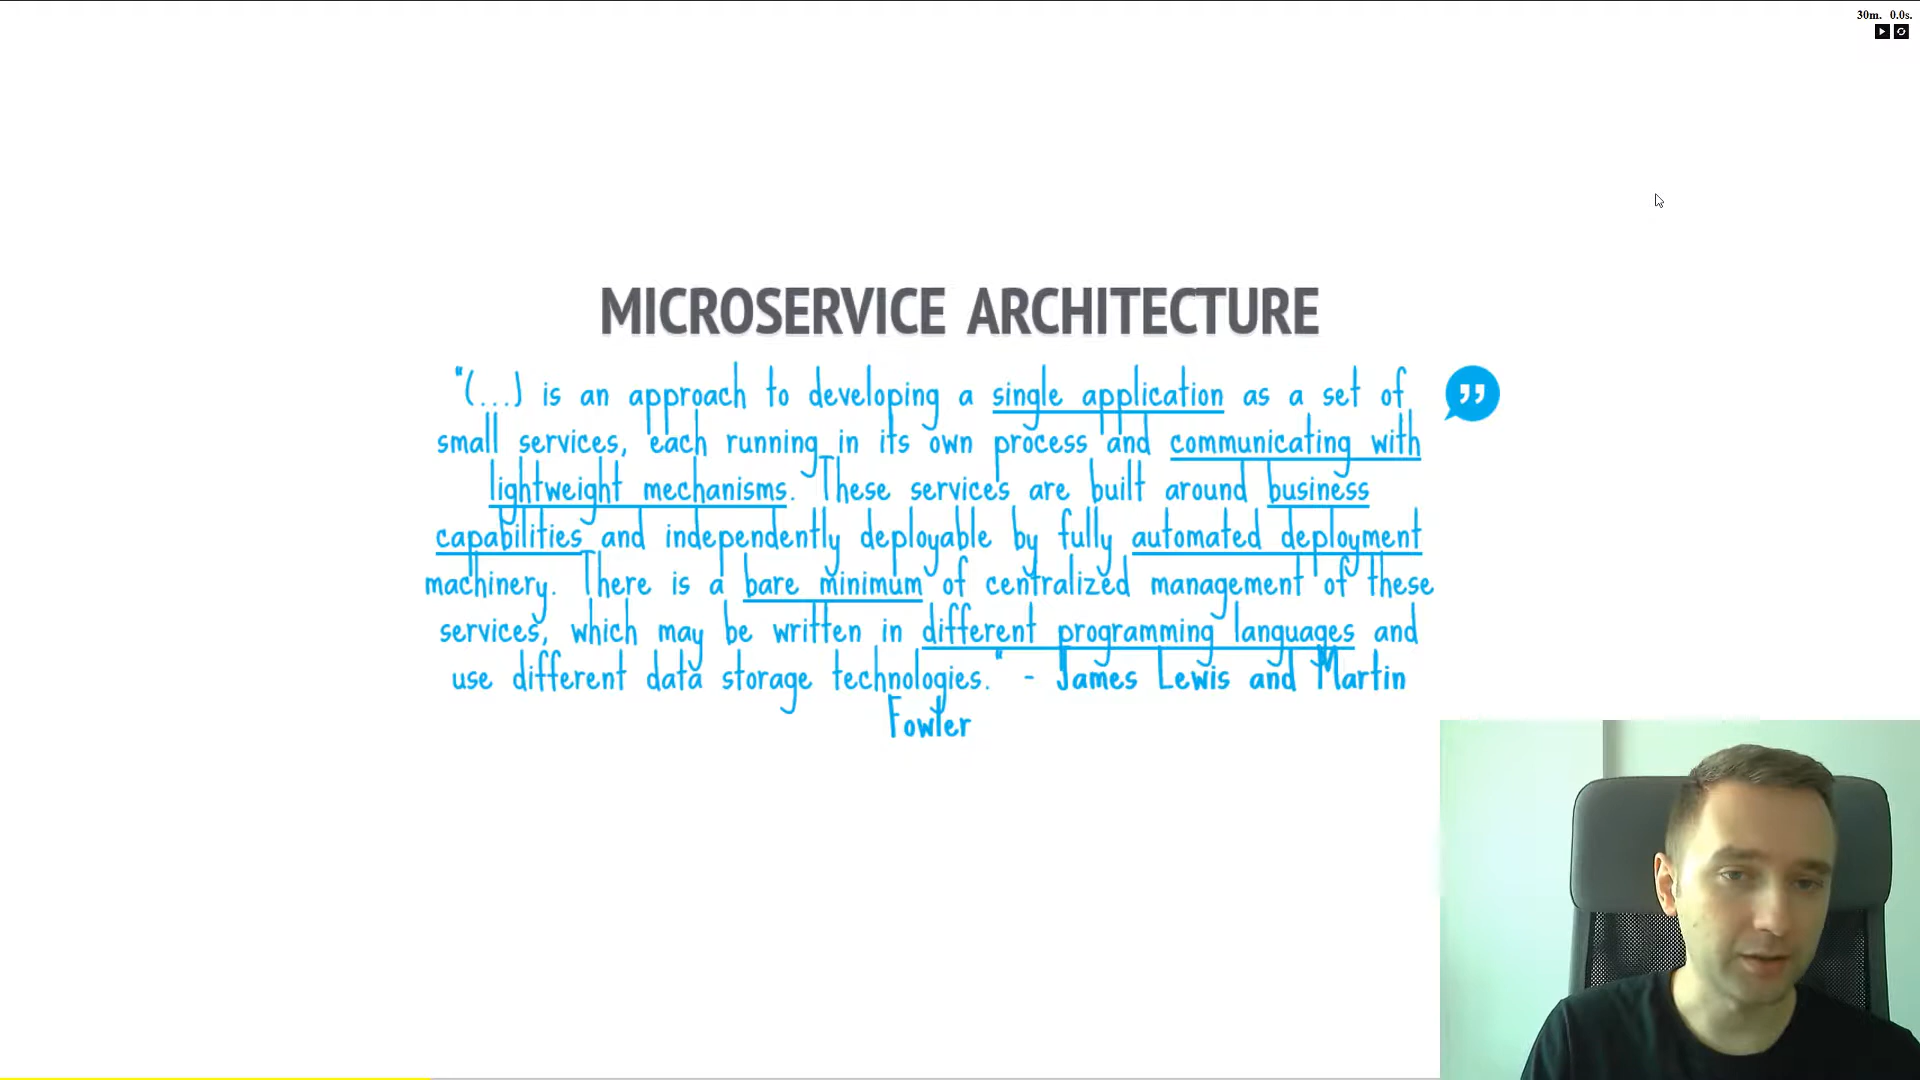 30m. 0.0s.
MICROSERVICE ARCHITECTURE
"(...) is an approach to developing a single application as a set of
small services, each running in its own process and communicating with
lightweight mechanisms. These services are built around business
capabilities and independently deployable by fully automated deployment
machinery. There is a bare minimum of centralized management of these
services, which may be written in different programming languages and
use different data storage technologies." - James Lewis and Martin
Fowler